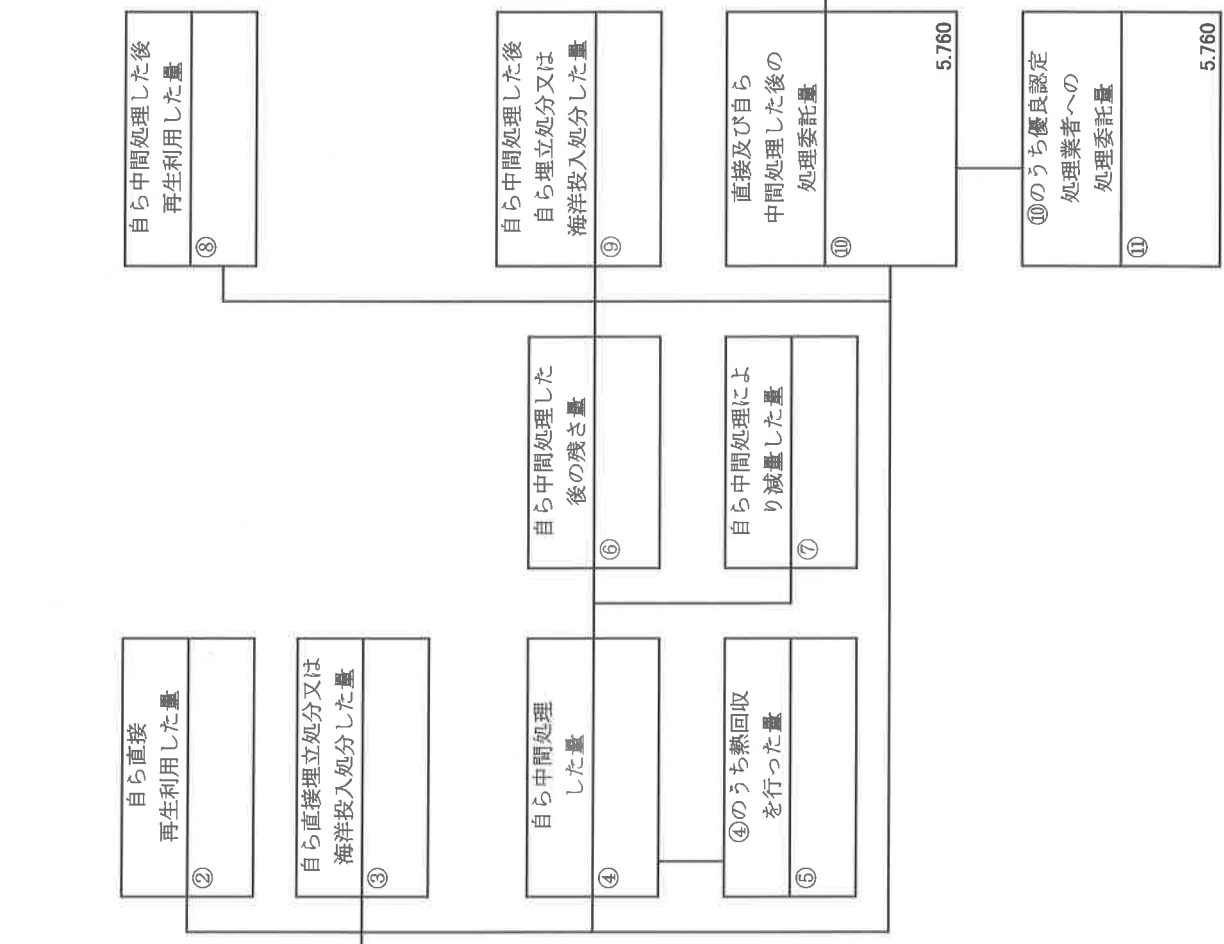 自ら直接
再生利用した量
②
自ら直接埋立処分又は
海洋投入処分した量
③
自ら中間処理
した量
④
④のうち熱回収
を行った量
⑤
自ら中間処理した
後の残さ量
⑥
自ら中間処理によ
り減量した量
⑦
自ら中間処理した後
再生利用した量
⑧
自ら中間処理した後
自ら埋立処分又は
海洋投入処分した量
⑨
直接及び自ら
中間処理した後の
処理委託量
⑩
5.760
⑩のうち優良認定
処理業者への
処理委託量
⑪
5.760